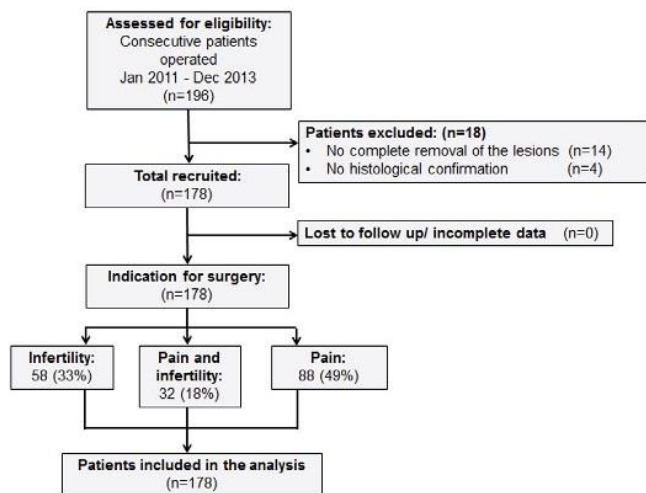 Assessed for eligibility:
Consecutive patients
operated
Jan 2011 - Dec 2013
(n=196)
Patients excluded: (n=18)
• No complete removal of the lesions (n=14)
• No histological confirmation (n=4)
Total recruited:
(n=178)
Lost to follow up/ incomplete data (n=0)
Indication for surgery:
(n=178)
Infertility:
58 (33%)
Pain and
infertility:
32 (18%)
Pain:
88 (49%)
Patients included in the analysis
(n=178)